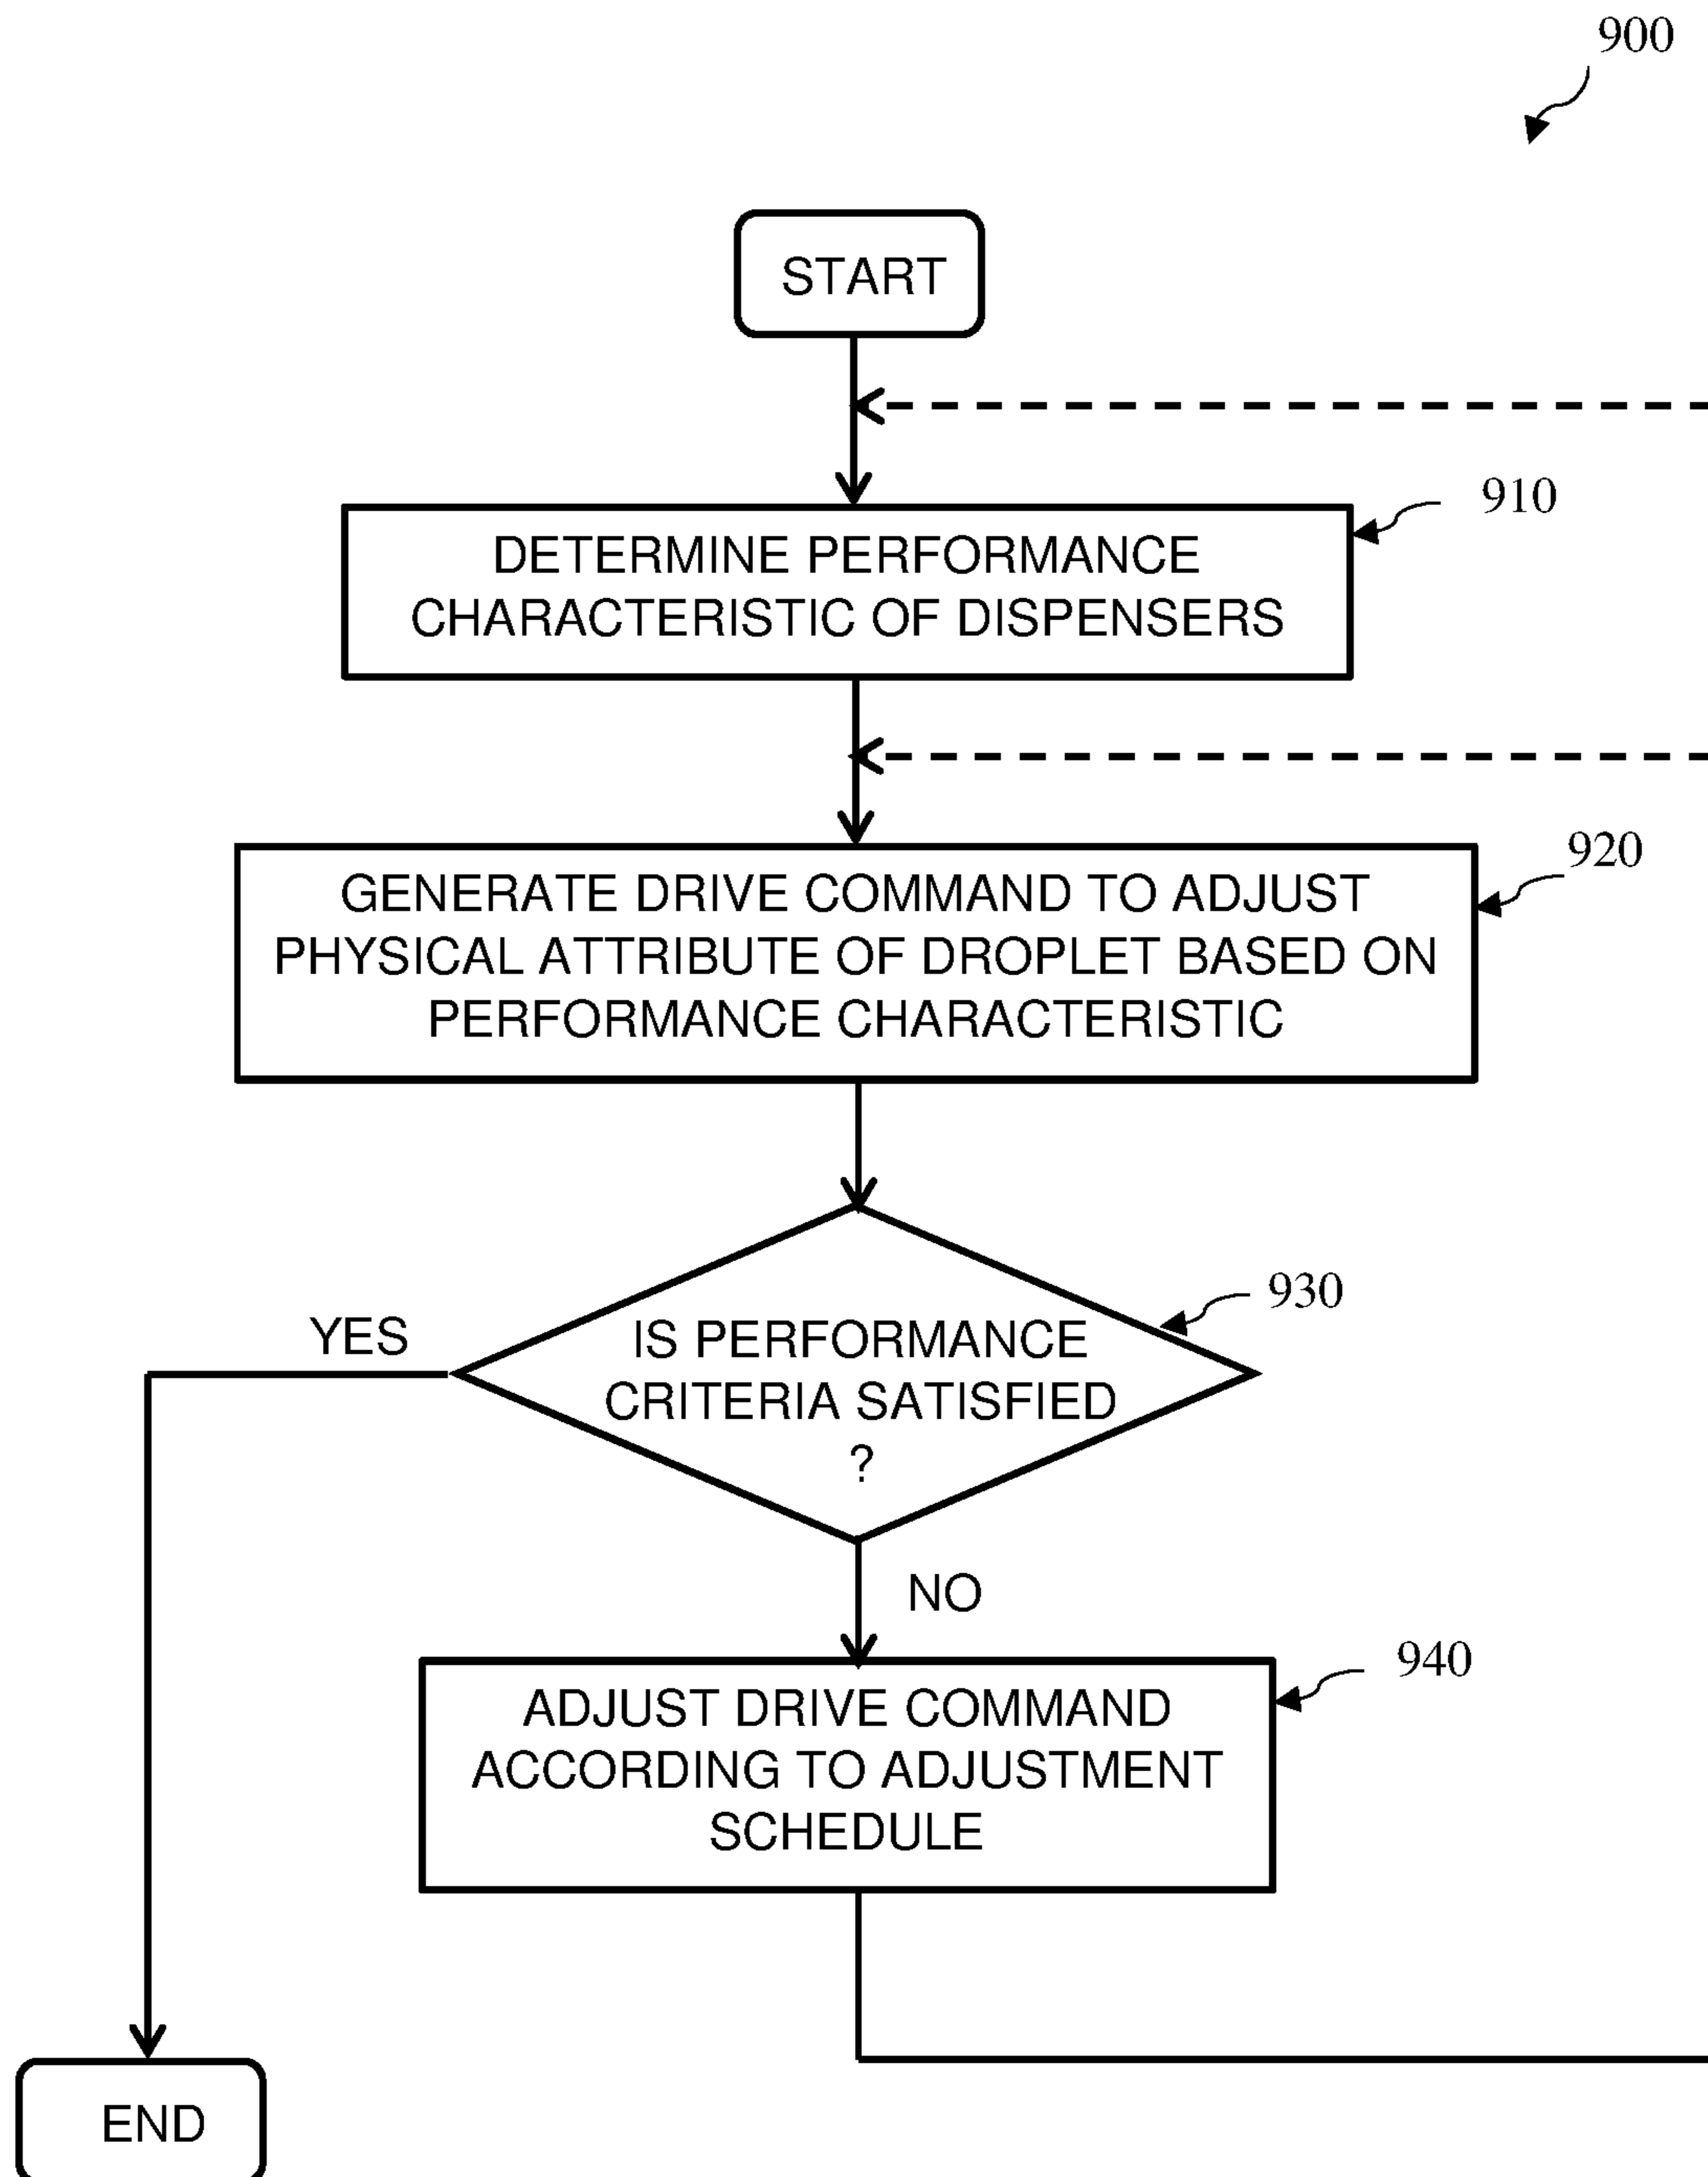 900
START
910
DETERMINE PERFORMANCE
CHARACTERISTIC OF DISPENSERS
920
GENERATE DRIVE COMMAND TO ADJUST
PHYSICAL ATTRIBUTE OF DROPLET BASED ON
PERFORMANCE CHARACTERISTIC
930
YES
IS PERFORMANCE
CRITERIA SATISFIED
?
NO
940
ADJUST DRIVE COMMAND
ACCORDING TO ADJUSTMENT
SCHEDULE
END